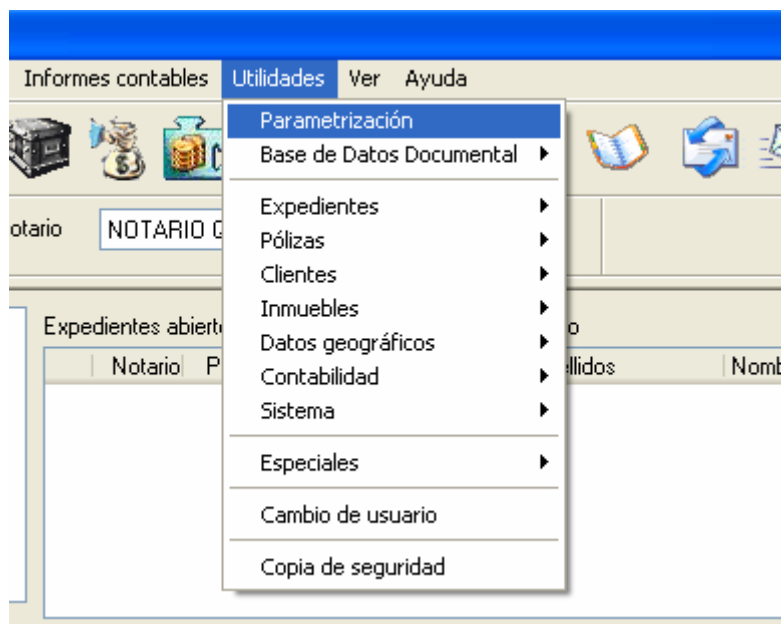 Informes contables Utilidades Ver Ayuda
Parametrización
Base de Datos Documental
otario NOTARIO
Expedientes
Pólizas
Clientes
Inmuebles
Expedientes abiert o
Datos geográficos
Notario P llidos Nomb
Contabilidad
Sistema
Especiales
Cambio de usuario
Copia de seguridad